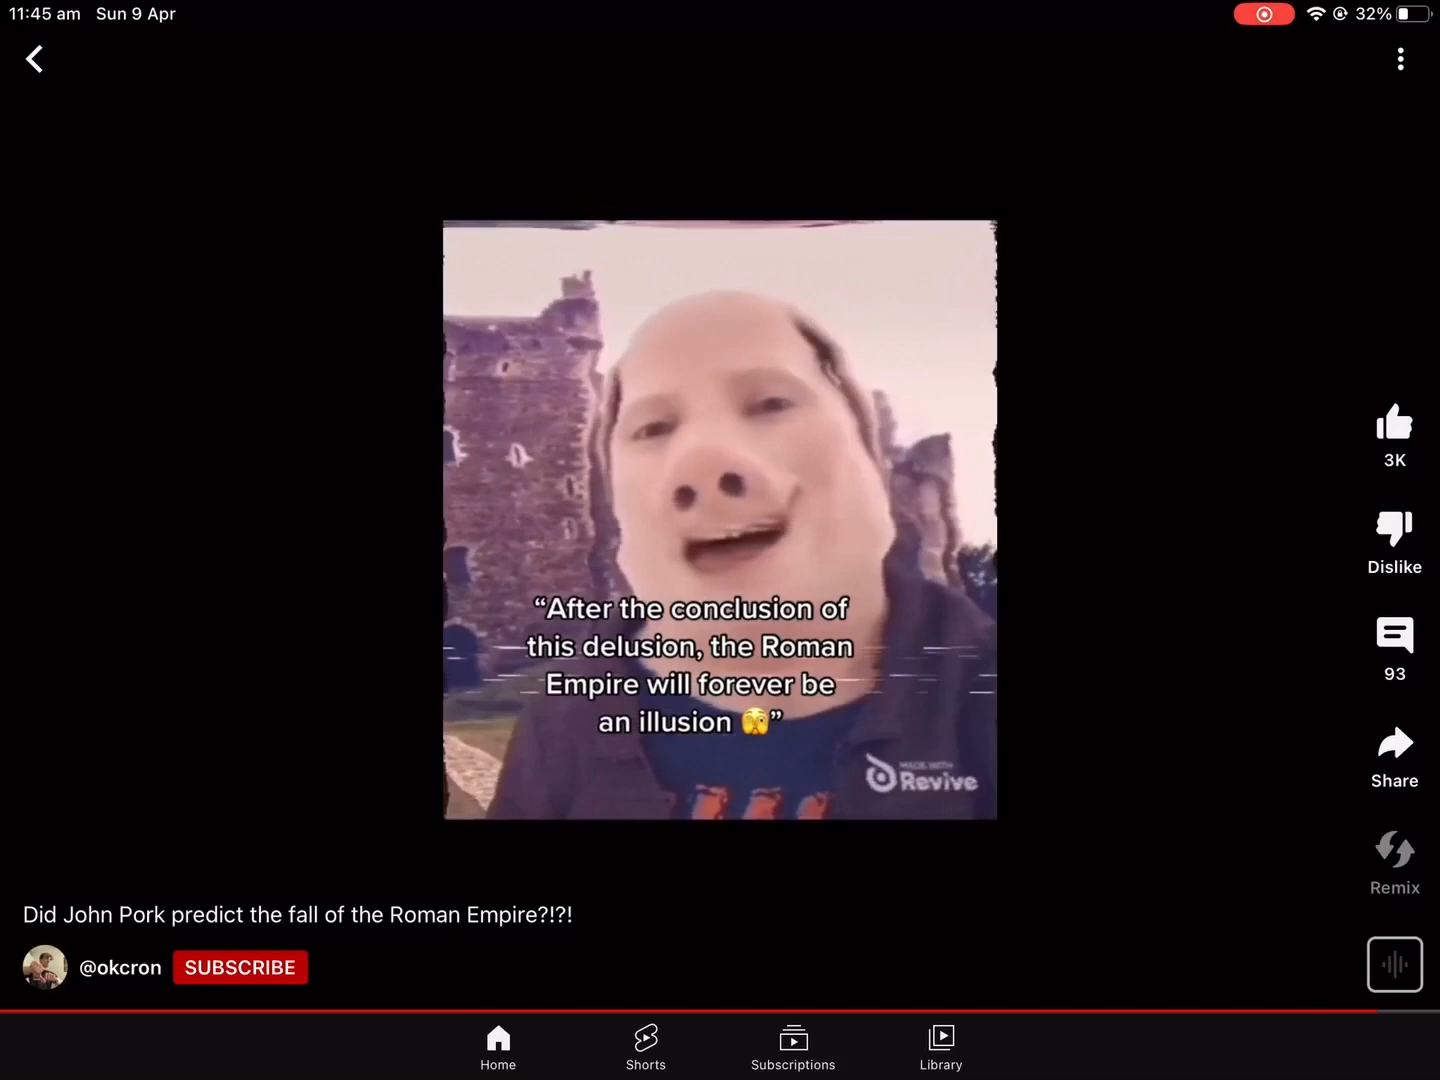 11:45 am Sun 9 Apr
32%
“After the conclusion of
this delusion, the Roman
Empire will forever be
an illusion 🫣”
MADE WITH
Revive
3K
Dislike
93
Share
Remix
Did John Pork predict the fall of the Roman Empire?!?!
@okcron SUBSCRIBE
Home Shorts Subscriptions Library